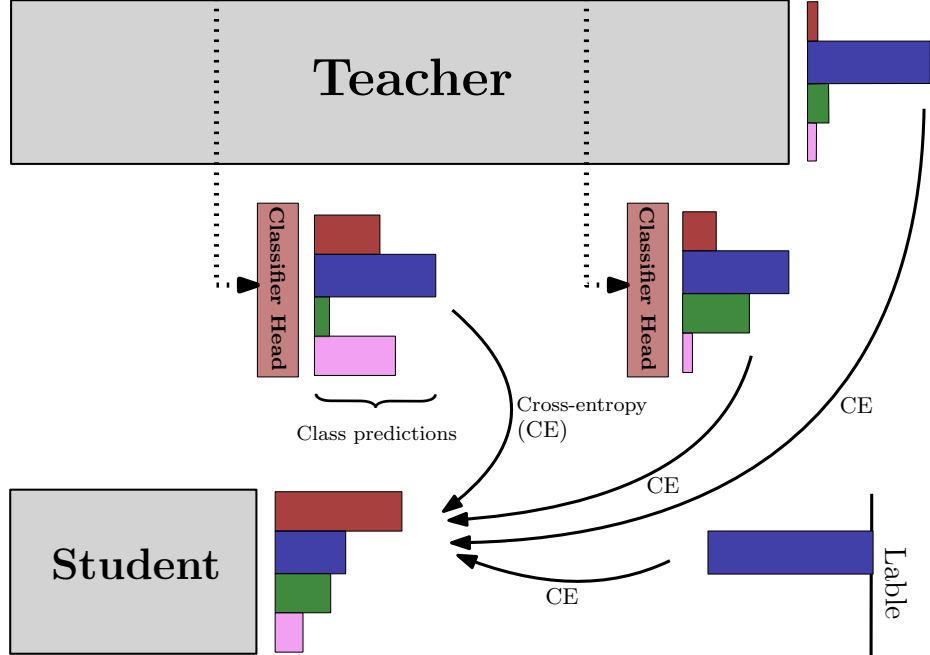 Teacher
Classifier Head
Classifier Head
Cross-entropy
(CE)
CE
Class predictions
CE
Student
Lable
CE